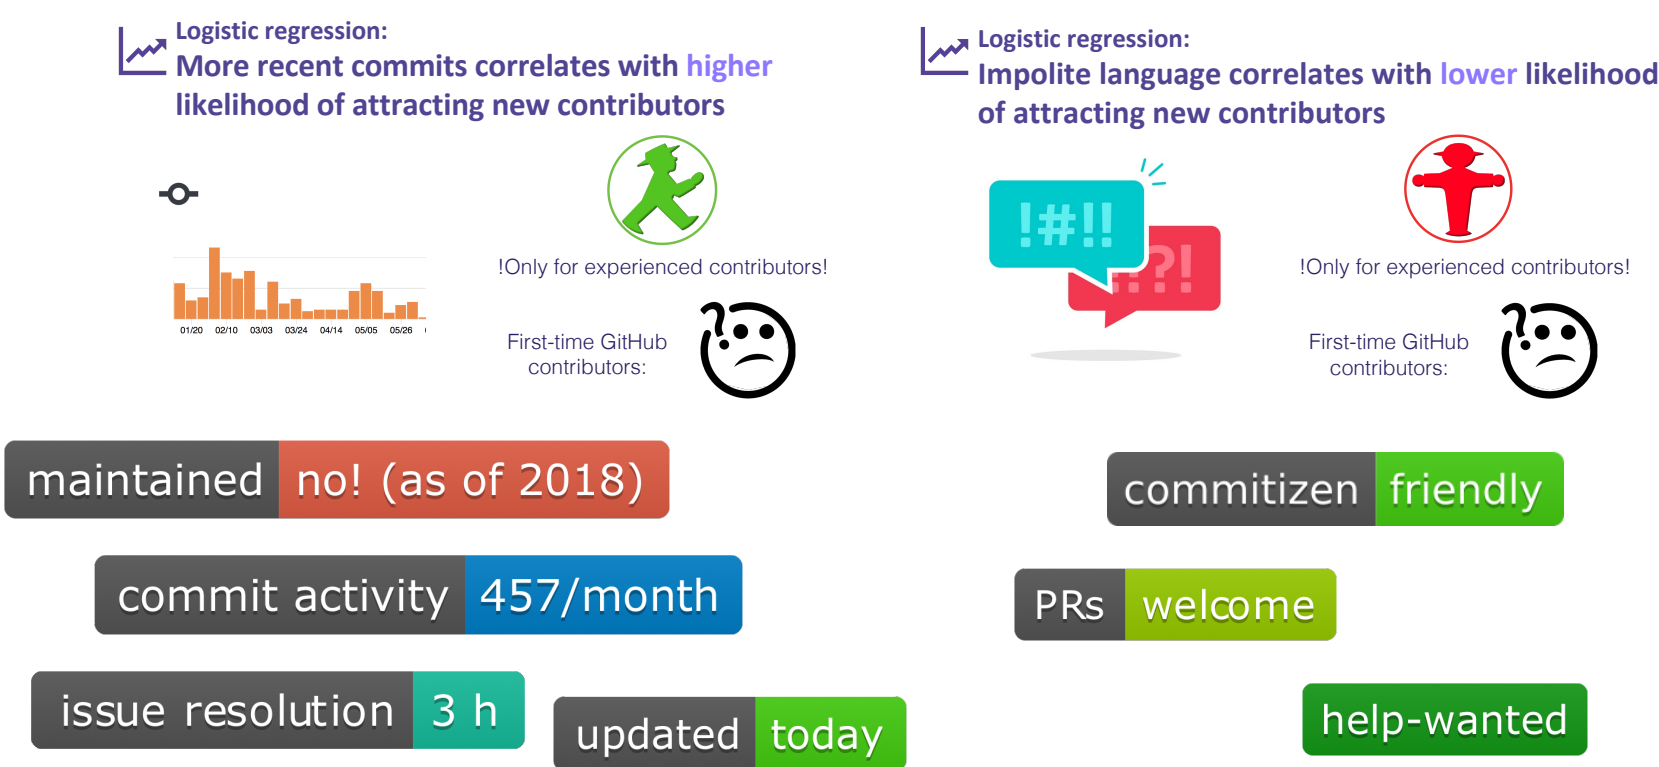 Logistic regression:
More recent commits correlates with higher
likelihood of attracting new contributors
!Only for experienced contributors!
01/20 02/10 03/03 03/24 04/14 05/05 05/26
First-time GitHub
contributors:
maintained no! (as of 2018)
commit activity 457/month
issue resolution 3 h
updated today
Logistic regression:
Impolite language correlates with lower likelihood
of attracting new contributors
!#!!
!?!
!Only for experienced contributors!
First-time GitHub
contributors:
commitizen friendly
PRs welcome
help-wanted